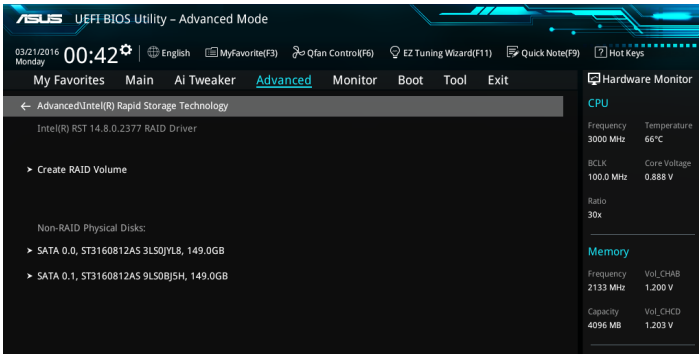 ASUS UEFI BIOS Utility – Advanced Mode
03/21/2016 Monday 00:42 English MyFavorite(F3) Qfan Control(F6) EZ Tuning Wizard(F11) Quick Note(F9) ? Hot Keys
My Favorites Main Ai Tweaker Advanced Monitor Boot Tool Exit
Hardware Monitor
← Advanced\Intel(R) Rapid Storage Technology
Intel(R) RST 14.8.0.2377 RAID Driver
> Create RAID Volume
Non-RAID Physical Disks:
> SATA 0.0, ST3160812AS 3LS0JYL8, 149.0GB
> SATA 0.1, ST3160812AS 9LS0BJ5H, 149.0GB
CPU
Frequency Temperature
3000 MHz 66°C
BCLK Core Voltage
100.0 MHz 0.888 V
Ratio
30x
Memory
Frequency Vol_CHAB
2133 MHz 1.200 V
Capacity Vol_CHCD
4096 MB 1.203 V